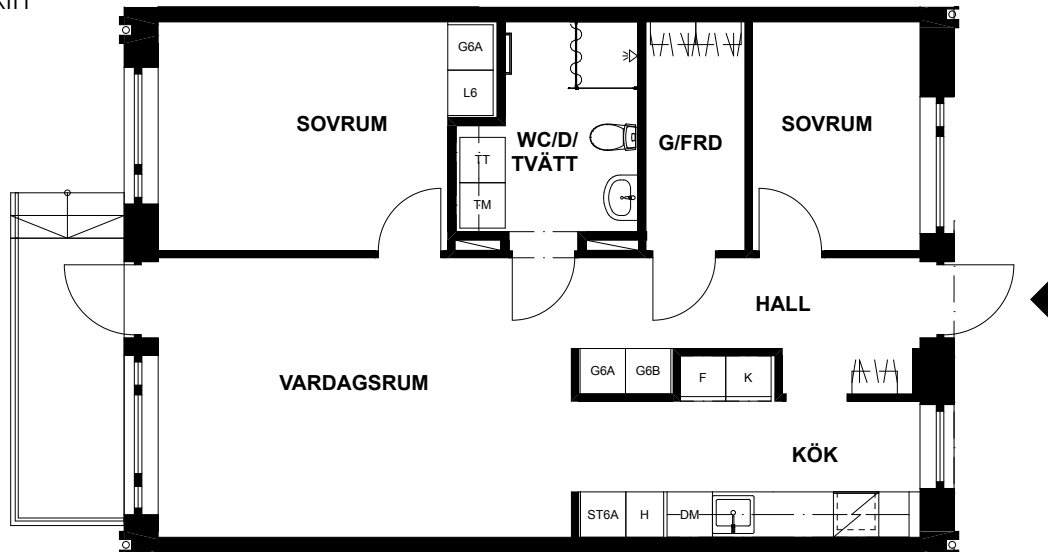 G6A
L6
SOVRUM
WC/D/
TVÄTT
G/FRD
SOVRUM
TT
TM
HALL
VARDAGSRUM
G6A G6B F K
KÖK
ST6A H DM